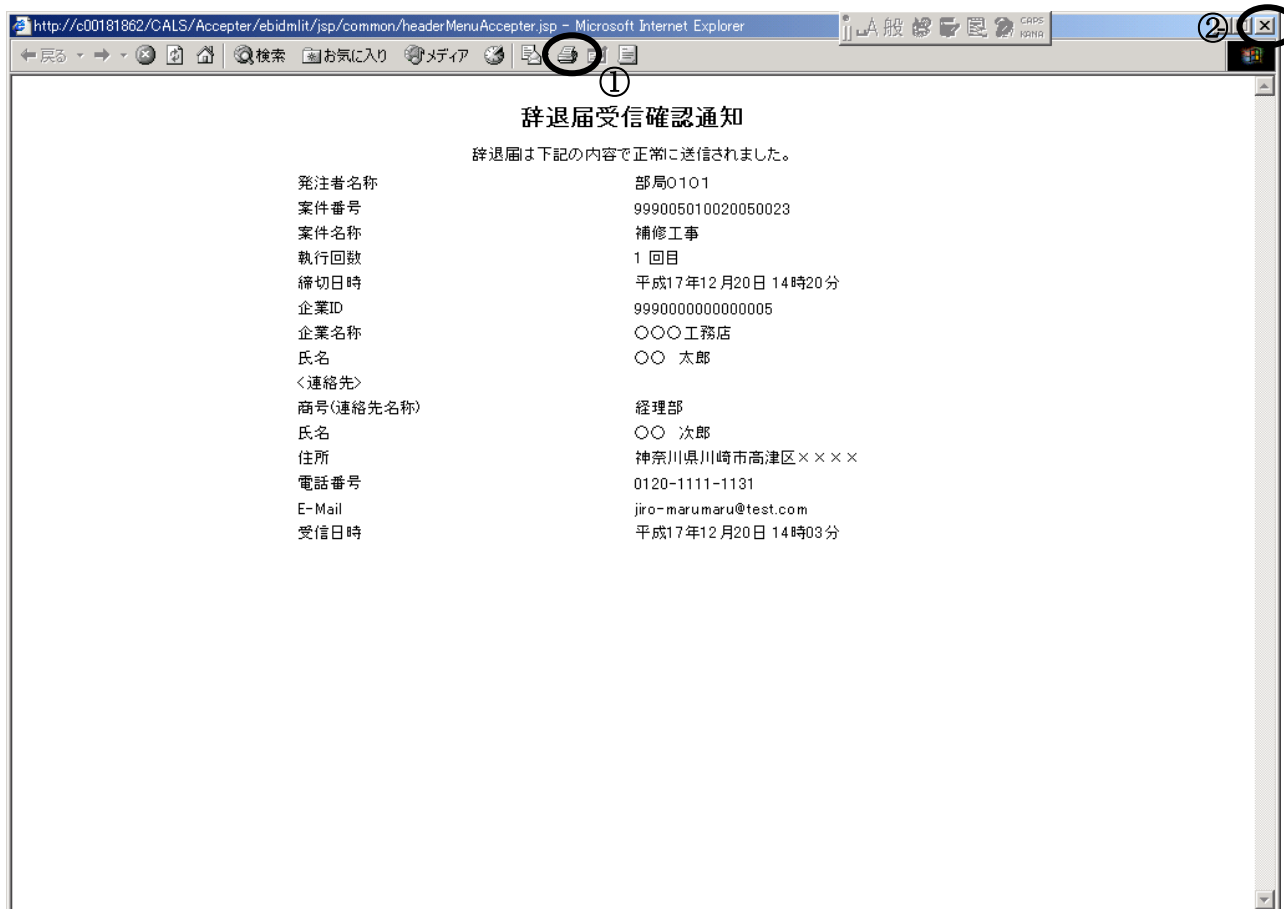 http://c00181862/CALS/Accepter/ebidmlit/jsp/common/headerMenuAccepter.jsp - Microsoft Internet Explorer
A 般 CAPS KANA
②
戻る 検索 お気に入り メディア
①
辞退届受信確認通知
辞退届は下記の内容で正常に送信されました。
発注者名称 部局0101
案件番号 999005010020050023
案件名称 補修工事
執行回数 1 回目
締切日時 平成17年12月20日 14時20分
企業ID 9990000000000005
企業名称 〇〇〇工務店
氏名 〇〇 太郎
<連絡先>
商号(連絡先名称) 経理部
氏名 〇〇 次郎
住所 神奈川県川崎市高津区××××
電話番号 0120-1111-1131
E-Mail jiro-marumaru@test.com
受信日時 平成17年12月20日 14時03分